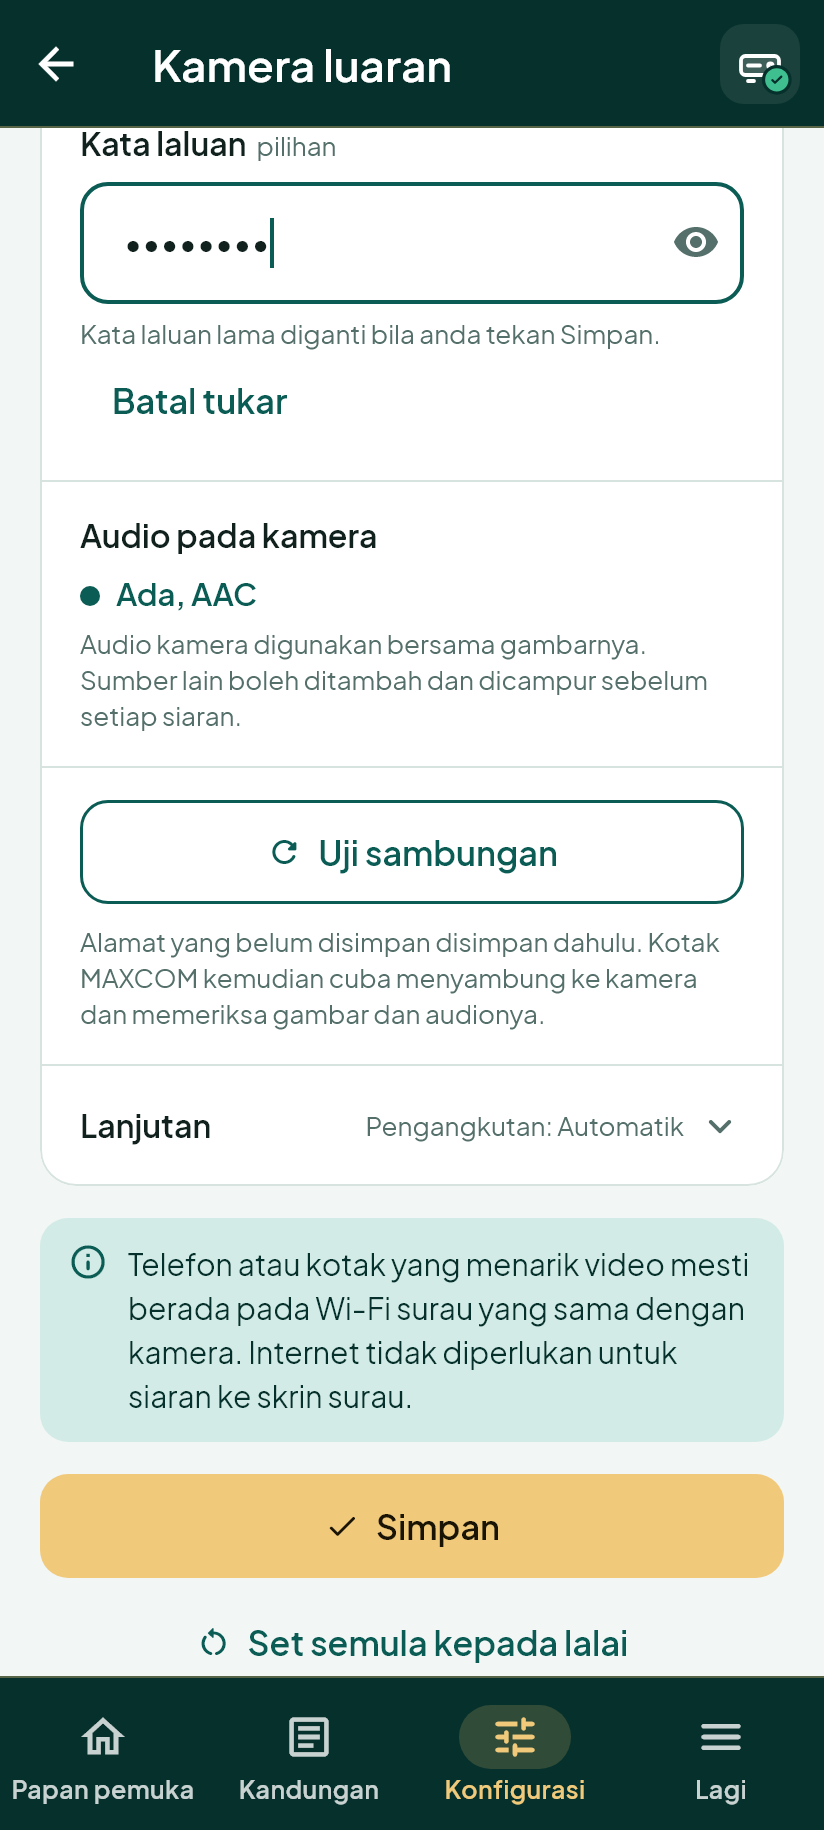 Kamera luaran
Kata laluan pilihan
••••••••
Kata laluan lama diganti bila anda tekan Simpan.
Batal tukar
Audio pada kamera
Ada, AAC
Audio kamera digunakan bersama gambarnya.
Sumber lain boleh ditambah dan dicampur sebelum
setiap siaran.
Uji sambungan
Alamat yang belum disimpan disimpan dahulu. Kotak
MAXCOM kemudian cuba menyambung ke kamera
dan memeriksa gambar dan audionya.
Lanjutan Pengangkutan: Automatik
Telefon atau kotak yang menarik video mesti
berada pada Wi-Fi surau yang sama dengan
kamera. Internet tidak diperlukan untuk
siaran ke skrin surau.
Simpan
Set semula kepada lalai
Papan pemuka Kandungan Konfigurasi Lagi